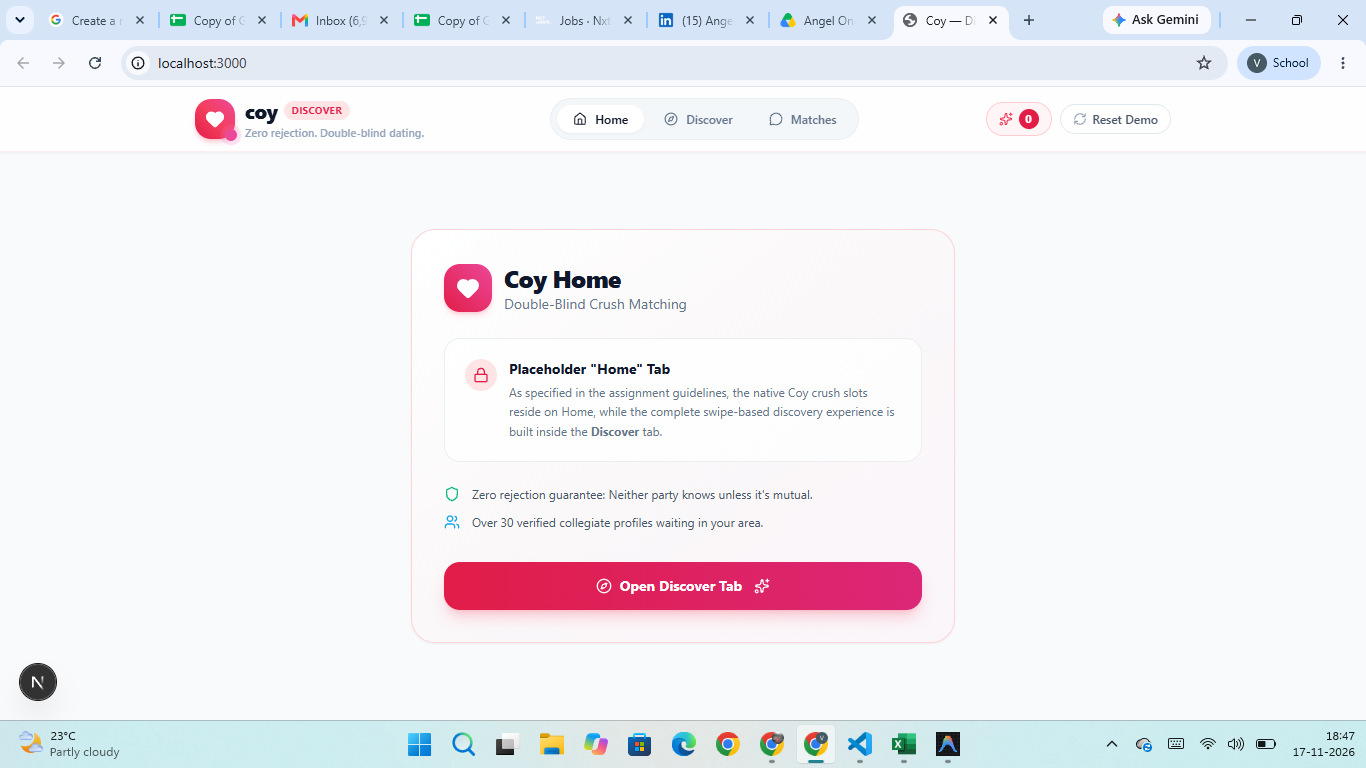 Create a r
Copy of G
Inbox (6,9
Copy of G
Jobs · Nxt
(15) Ange
Angel On
Coy — Di
Ask Gemini
localhost:3000
V
School
coy
DISCOVER
Zero rejection. Double-blind dating.
Home
Discover
Matches
0
Reset Demo
Coy Home
Double-Blind Crush Matching
Placeholder "Home" Tab
As specified in the assignment guidelines, the native Coy crush slots
reside on Home, while the complete swipe-based discovery experience is
built inside the Discover tab.
Zero rejection guarantee: Neither party knows unless it's mutual.
Over 30 verified collegiate profiles waiting in your area.
Open Discover Tab
N
23°C
Partly cloudy
18:47
17-11-2026